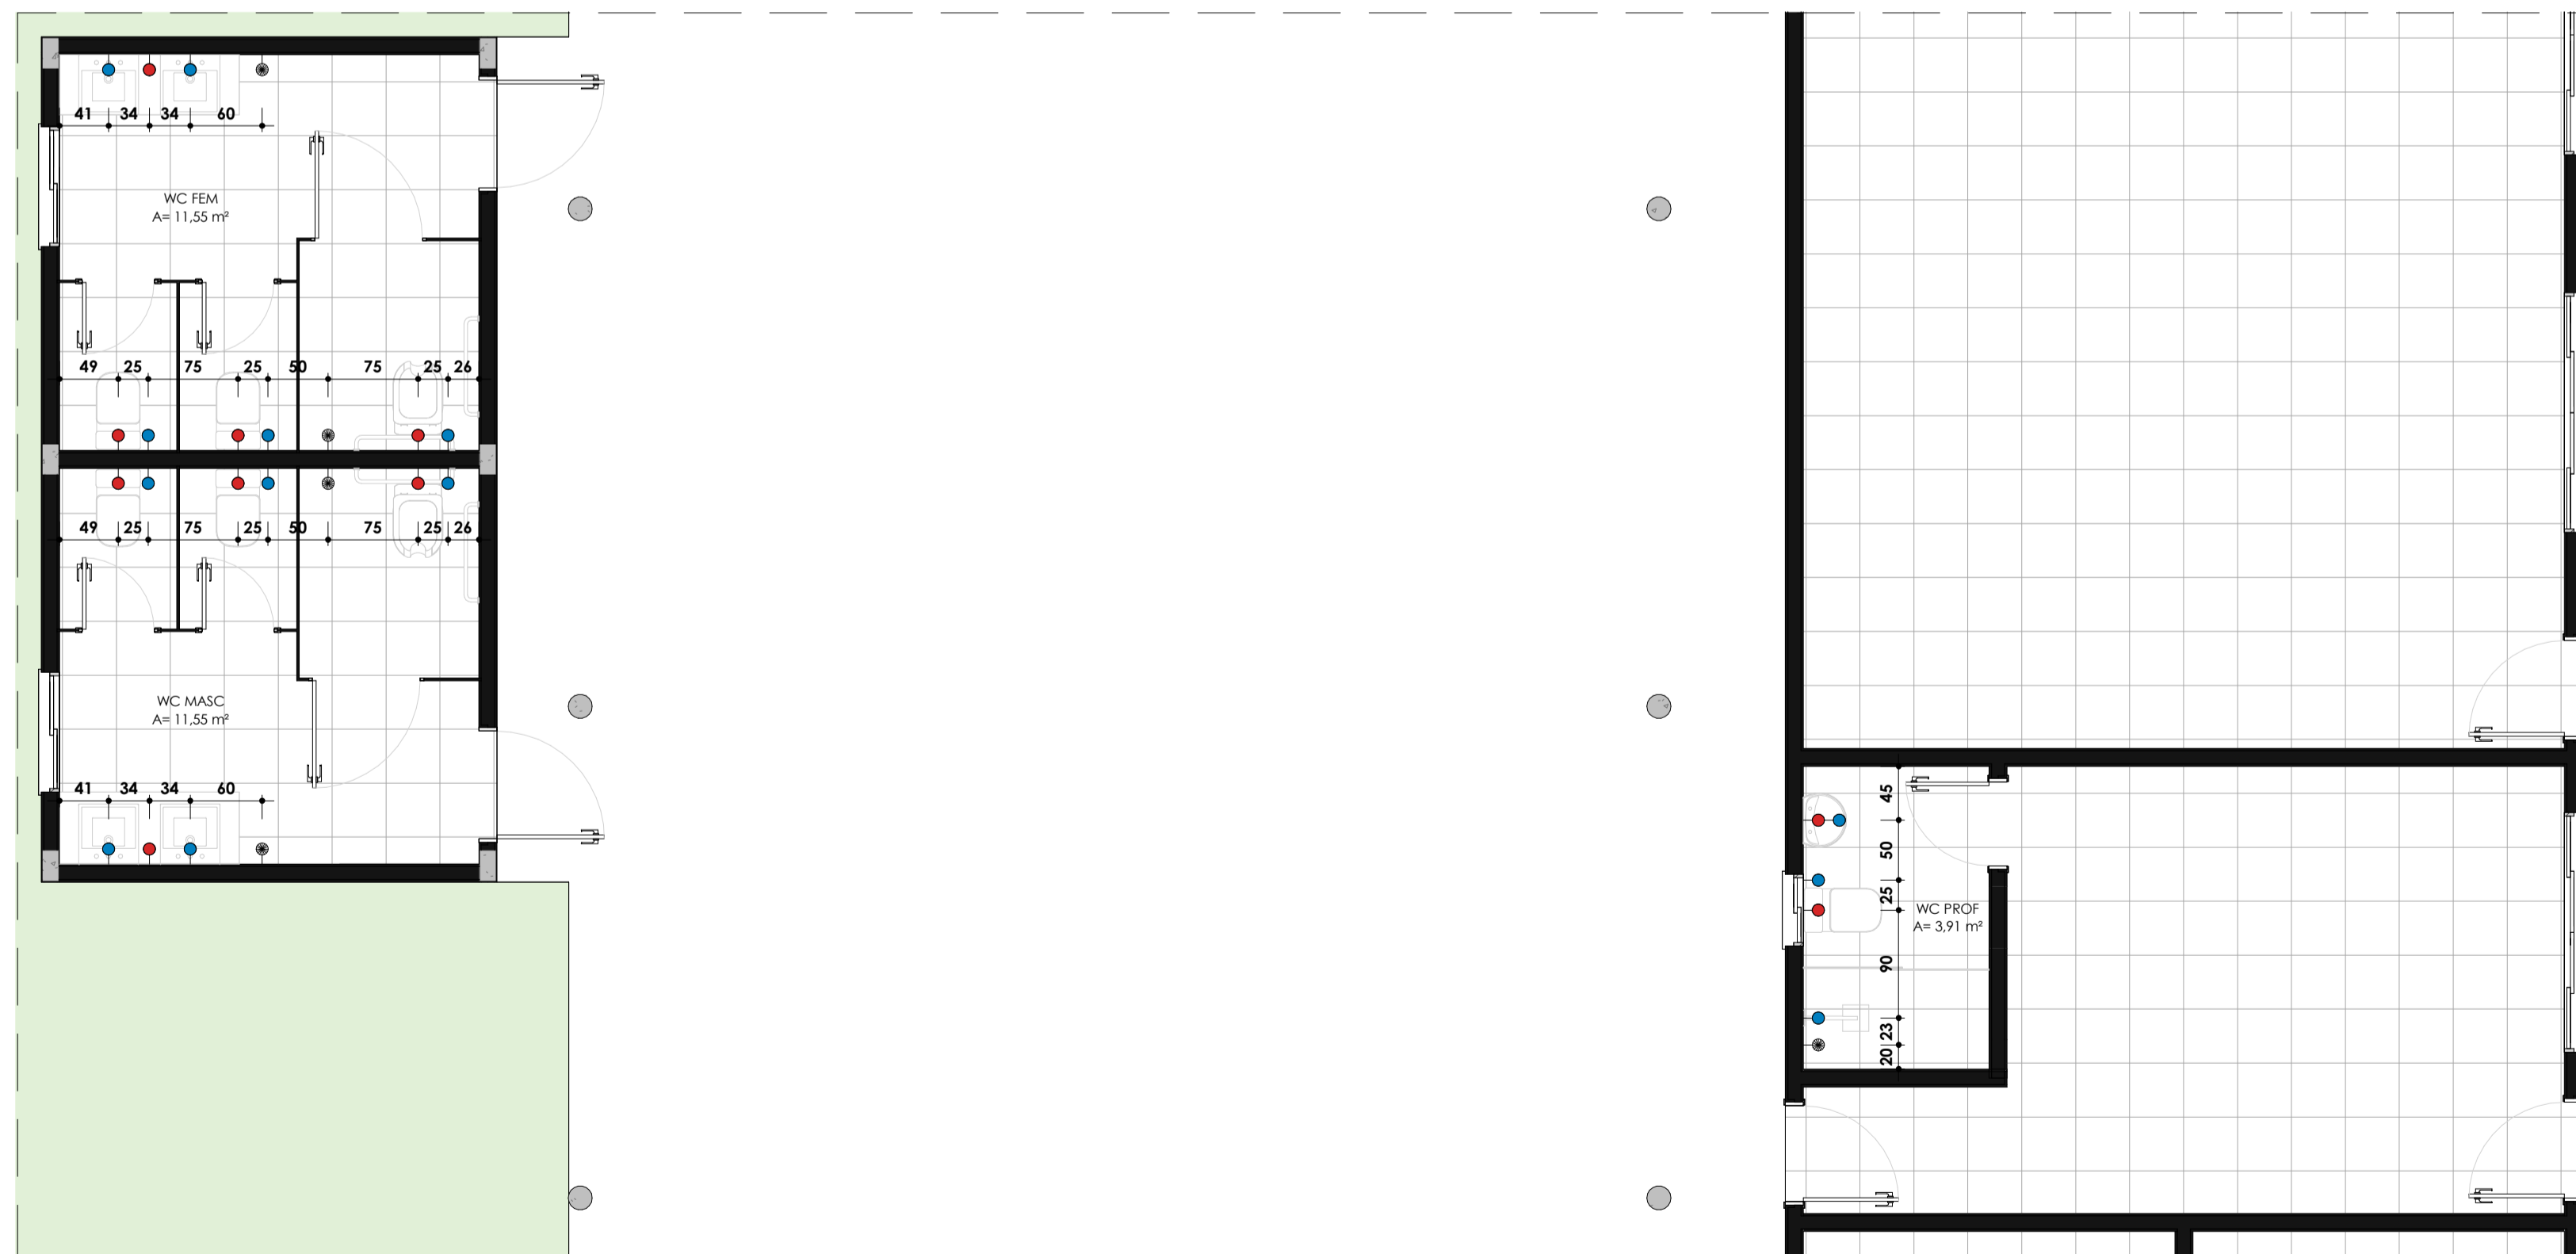 41 34 34 60
WC FEM
A= 11,55 m²
49 25 75 25 50 75 25 26
49 25 75 25 50 75 25 26
WC MASC
A= 11,55 m²
41 34 34 60
45
50
25
WC PROF
A= 3,91 m²
90
23
20